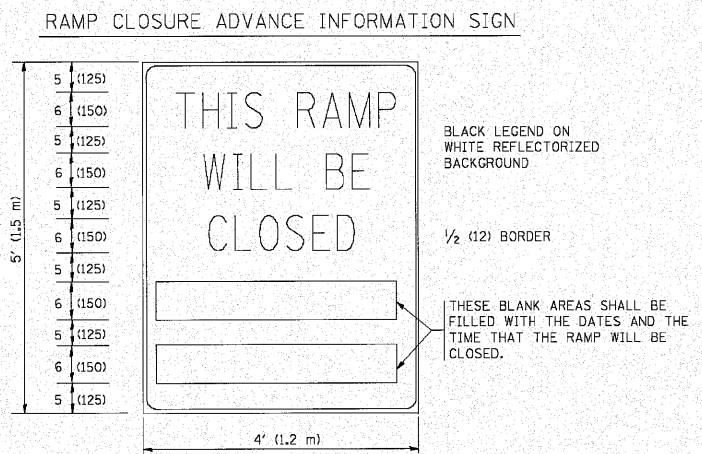 RAMP CLOSURE ADVANCE INFORMATION SIGN
5 (125)
6 (150)
5 (125)
6 (150)
5 (125)
6 (150)
5 (125)
6 (150)
5 (125)
6 (150)
5 (125)
5' (1.5 m)
THIS RAMP
WILL BE
CLOSED
BLACK LEGEND ON
WHITE REFLECTORIZED
BACKGROUND
1/2 (12) BORDER
THESE BLANK AREAS SHALL BE
FILLED WITH THE DATES AND THE
TIME THAT THE RAMP WILL BE
CLOSED.
4' (1.2 m)